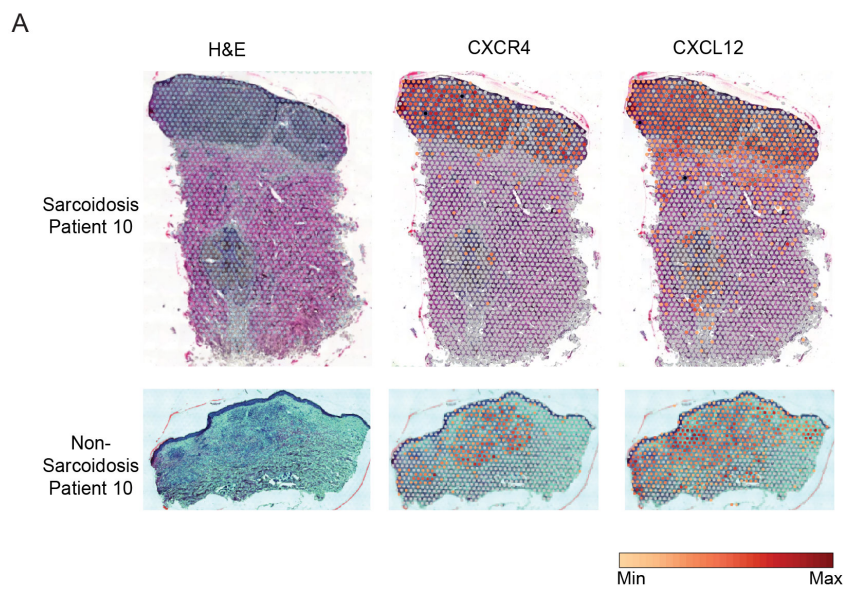 A
H&E
CXCR4
CXCL12
Sarcoidosis
Patient 10
Non-
Sarcoidosis
Patient 10
Min
Max